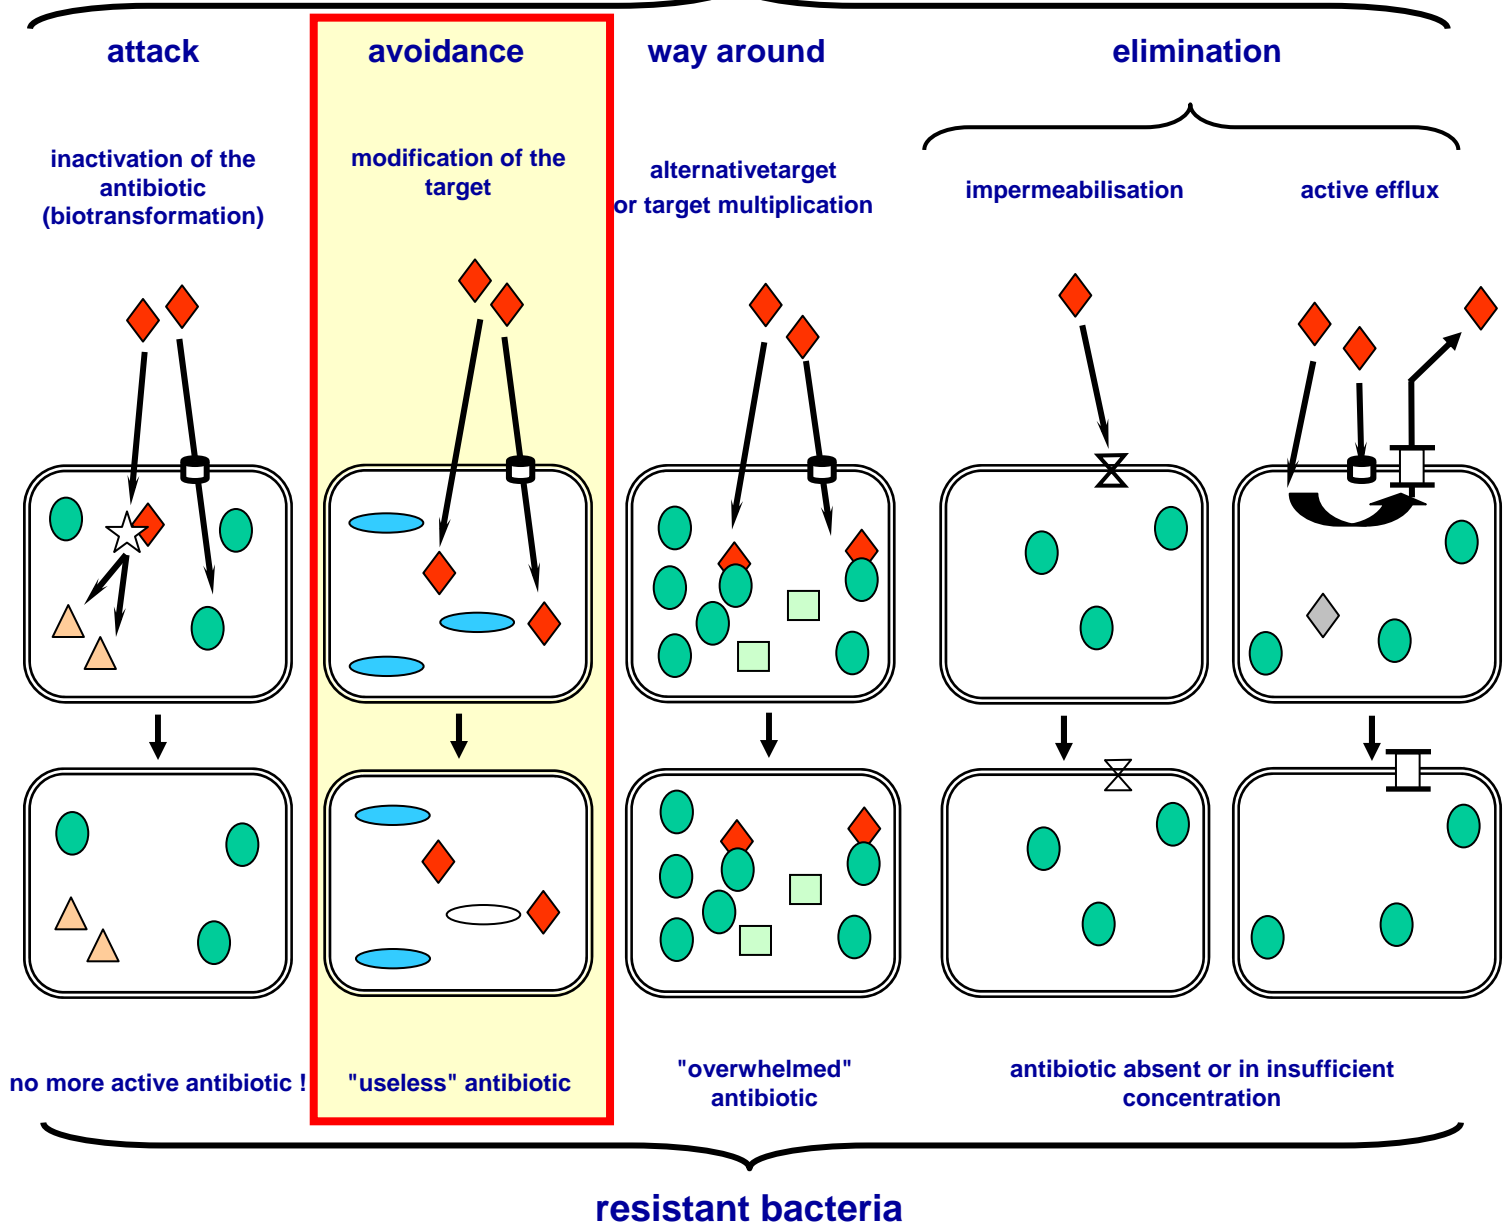 attack
avoidance
way around
elimination
inactivation of the
antibiotic
(biotransformation)
modification of the
target
alternativetarget
or target multiplication
impermeabilisation
active efflux
no more active antibiotic !
"useless" antibiotic
"overwhelmed"
antibiotic
antibiotic absent or in insufficient
concentration
resistant bacteria